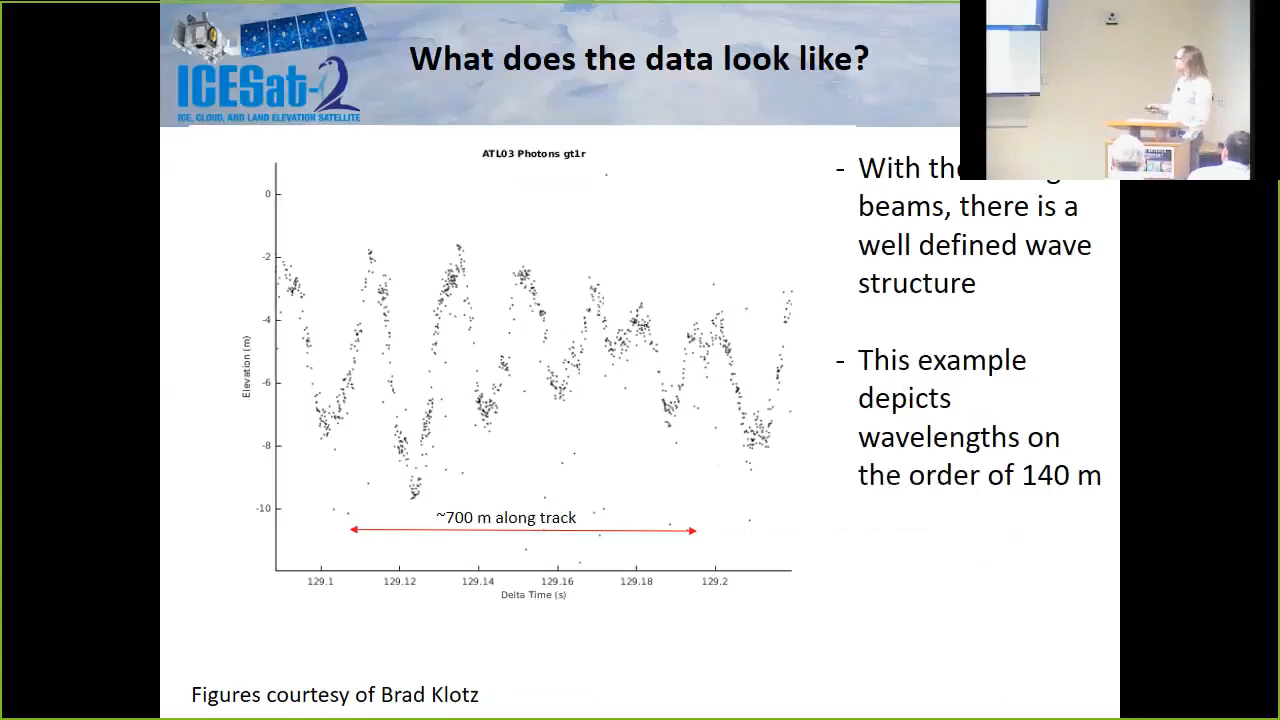 What does the data look like?
ICESat-2
ICE, CLOUD, AND LAND ELEVATION SATELLITE
ATL03 Photons gt1r
0
-2
-4
-6
-8
-10
Elevation (m)
~700 m along track
129.1
129.12
129.14
129.16
129.18
129.2
Delta Time (s)
- With
beams, there is a
well defined wave
structure
- This example
depicts
wavelengths on
the order of 140 m
Figures courtesy of Brad Klotz